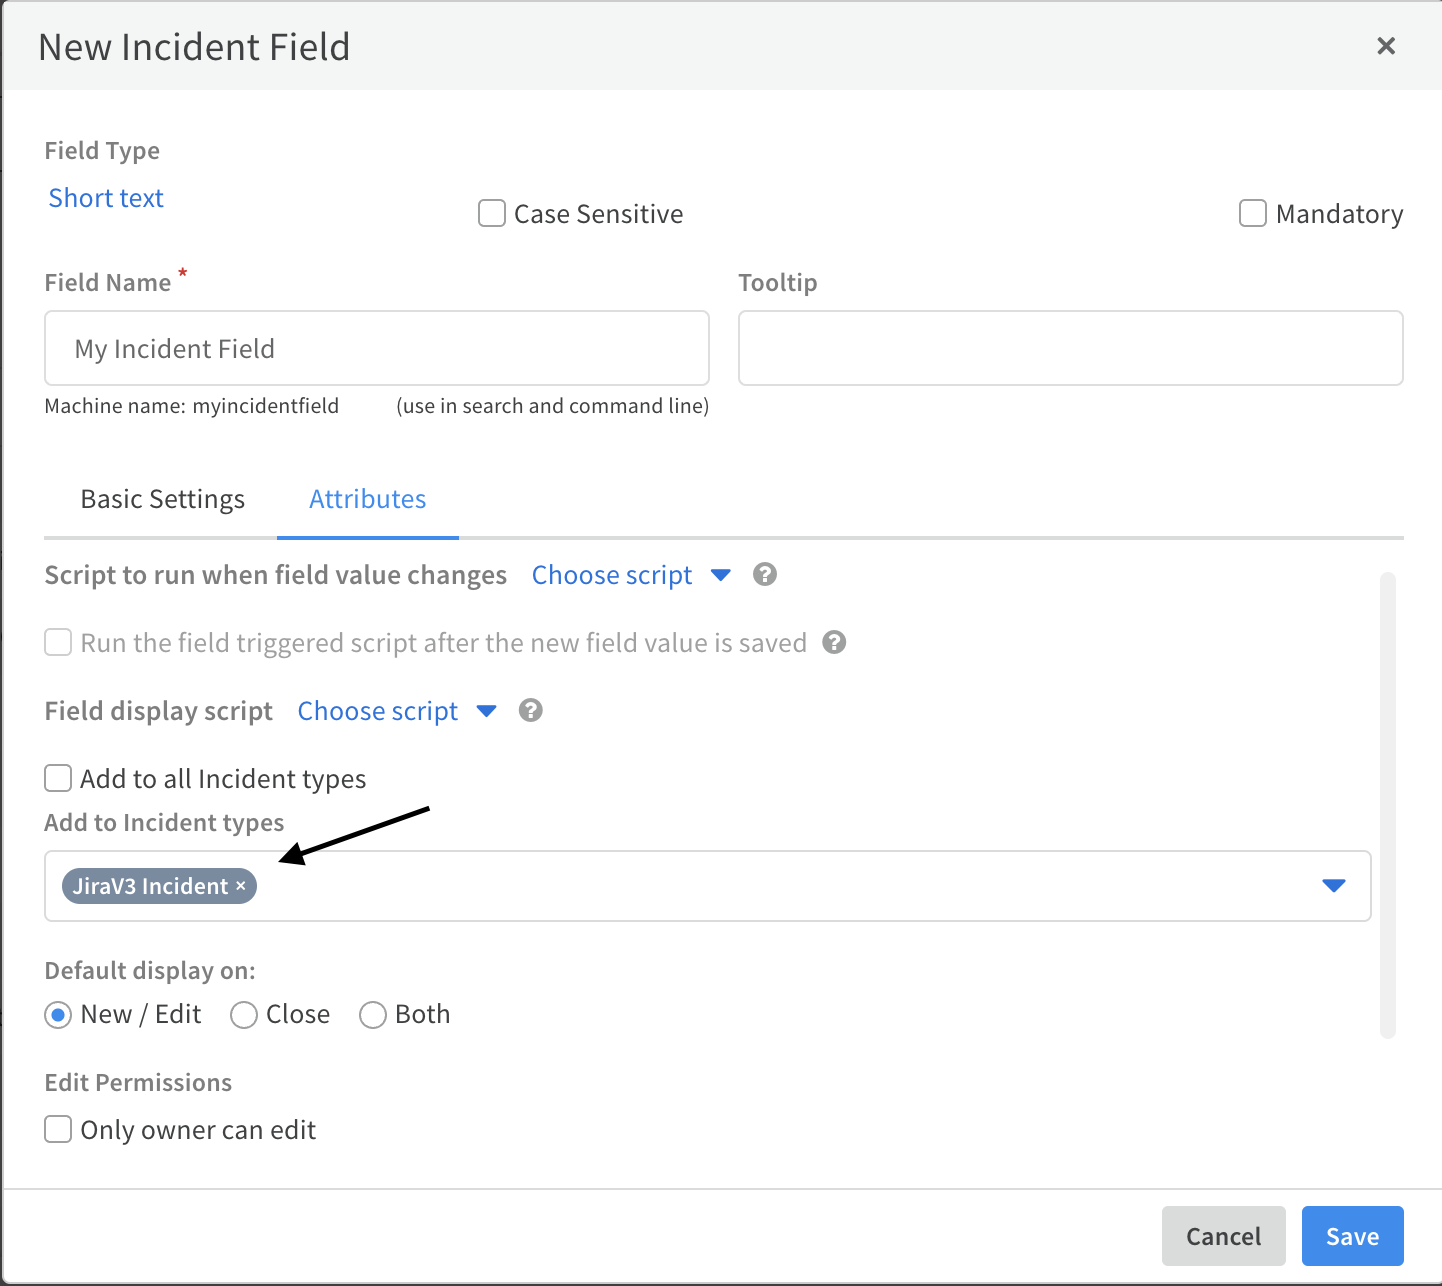 New Incident Field ×
Field Type
Short text
Case Sensitive Mandatory
Field Name * Tooltip
My Incident Field
Machine name: myincidentfield (use in search and command line)
Basic Settings Attributes
Script to run when field value changes Choose script ?
Run the field triggered script after the new field value is saved ?
Field display script Choose script ?
Add to all Incident types
Add to Incident types
JiraV3 Incident ×
Default display on:
New / Edit Close Both
Edit Permissions
Only owner can edit
Cancel Save